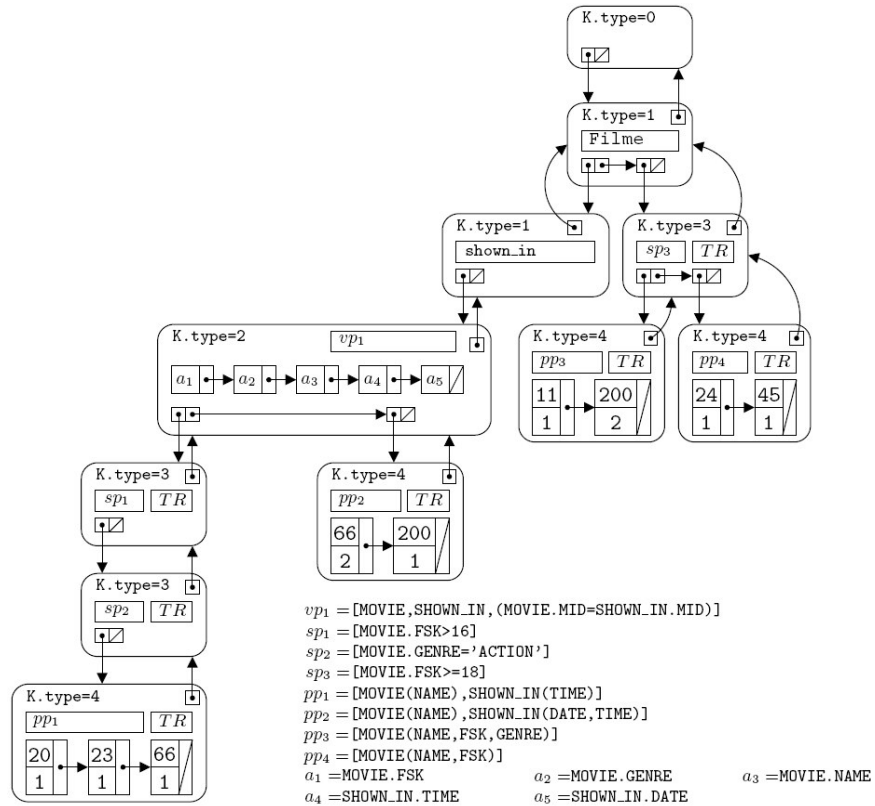 K.type=0
K.type=1
Filme
K.type=1
shown_in
K.type=3
sp3 TR
K.type=2 vp1
a1 a2 a3 a4 a5
K.type=4
pp3 TR
11 200
1 2
K.type=4
pp4 TR
24 45
1 1
K.type=3
sp1 TR
K.type=4
pp2 TR
66 200
2 1
K.type=3
sp2 TR
K.type=4
pp1 TR
20 23 66
1 1 1
vp1 =[MOVIE,SHOWN_IN,(MOVIE.MID=SHOWN_IN.MID)]
sp1 =[MOVIE.FSK>16]
sp2 =[MOVIE.GENRE='ACTION']
sp3 =[MOVIE.FSK>=18]
pp1 =[MOVIE(NAME),SHOWN_IN(TIME)]
pp2 =[MOVIE(NAME),SHOWN_IN(DATE,TIME)]
pp3 =[MOVIE(NAME,FSK,GENRE)]
pp4 =[MOVIE(NAME,FSK)]
a1 =MOVIE.FSK a2 =MOVIE.GENRE a3 =MOVIE.NAME
a4 =SHOWN_IN.TIME a5 =SHOWN_IN.DATE